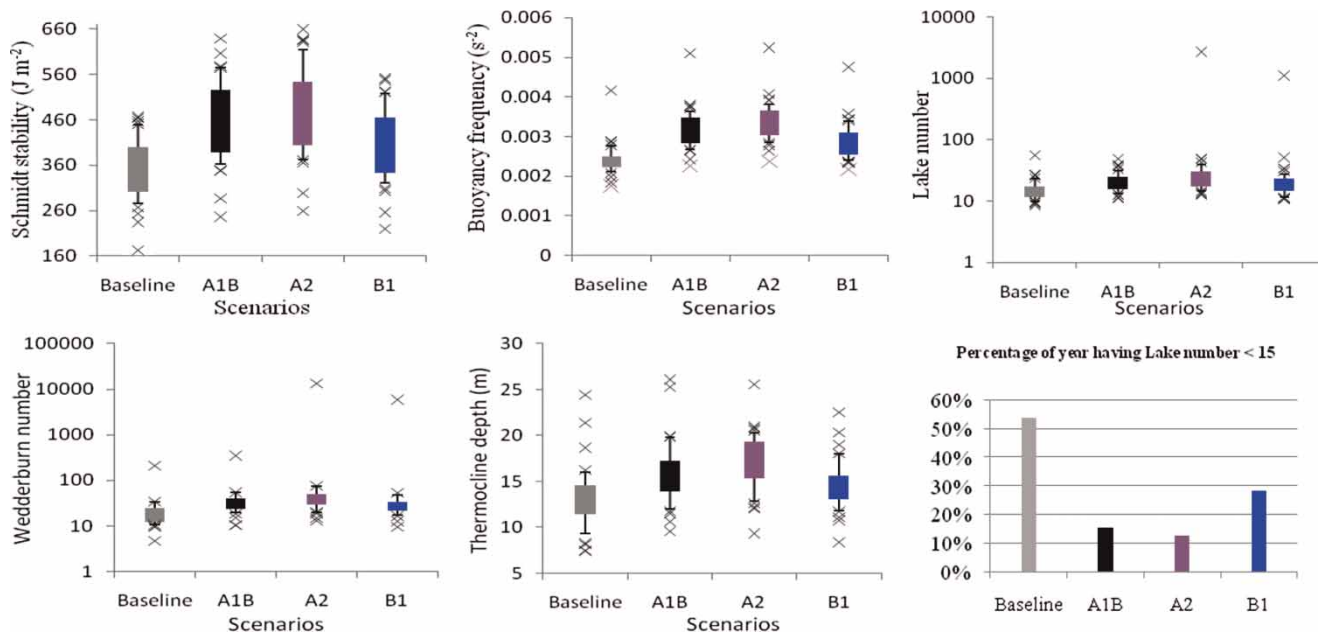 Schmidt stability (J m⁻²)
660
560
460
360
260
160
Baseline A1B A2 B1
Scenarios
Buoyancy frequency (s⁻²)
0.006
0.005
0.004
0.003
0.002
0.001
0
Baseline A1B A2 B1
Scenarios
Lake number
10000
1000
100
10
1
Baseline A1B A2 B1
Scenarios
Wedderburn number
100000
10000
1000
100
10
1
Baseline A1B A2 B1
Scenarios
Thermocline depth (m)
30
25
20
15
10
5
Baseline A1B A2 B1
Scenarios
Percentage of year having Lake number < 15
60%
50%
40%
30%
20%
10%
0%
Baseline A1B A2 B1